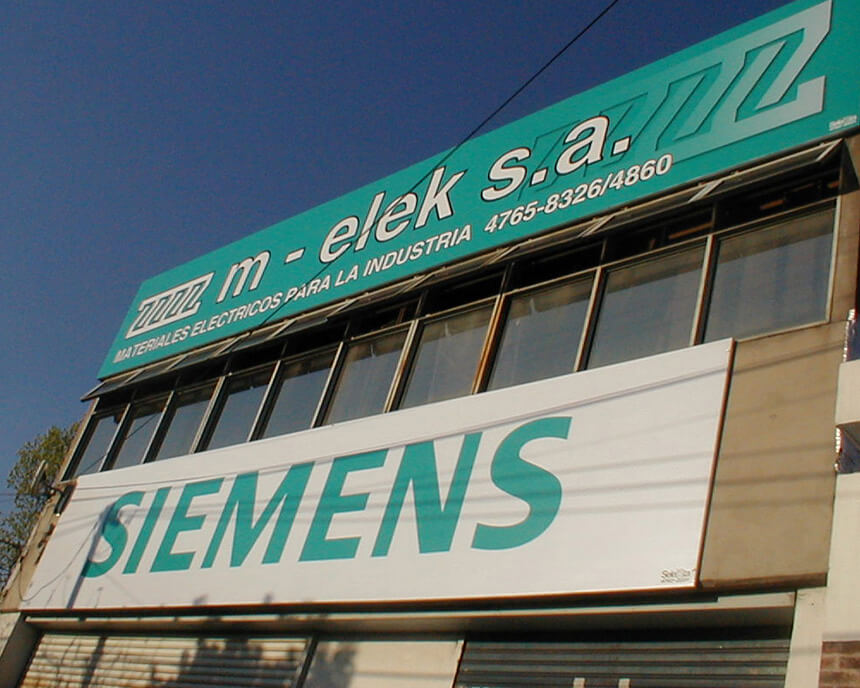 m - elek s.a.
MATERIALES ELECTRICOS PARA LA INDUSTRIA 4765-8326/4860
SIEMENS